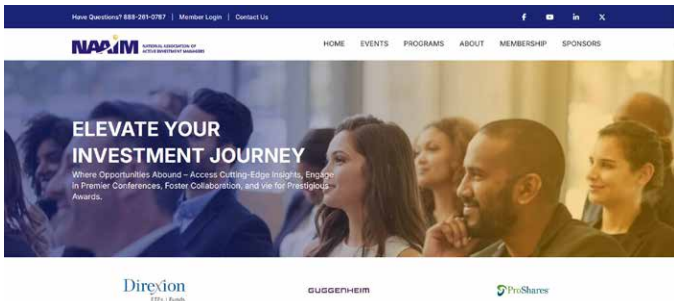 Have Questions? 888-261-0787 | Member Login | Contact Us
NAAIM NATIONAL ASSOCIATION OF
ACTIVE INVESTMENT MANAGERS
HOME EVENTS PROGRAMS ABOUT MEMBERSHIP SPONSORS
ELEVATE YOUR
INVESTMENT JOURNEY
Where Opportunities Abound – Access Cutting-Edge Insights, Engage
in Premier Conferences, Foster Collaboration, and vie for Prestigious
Awards.
Direxion GUGGENHEIM ProShares
ETFs | Funds